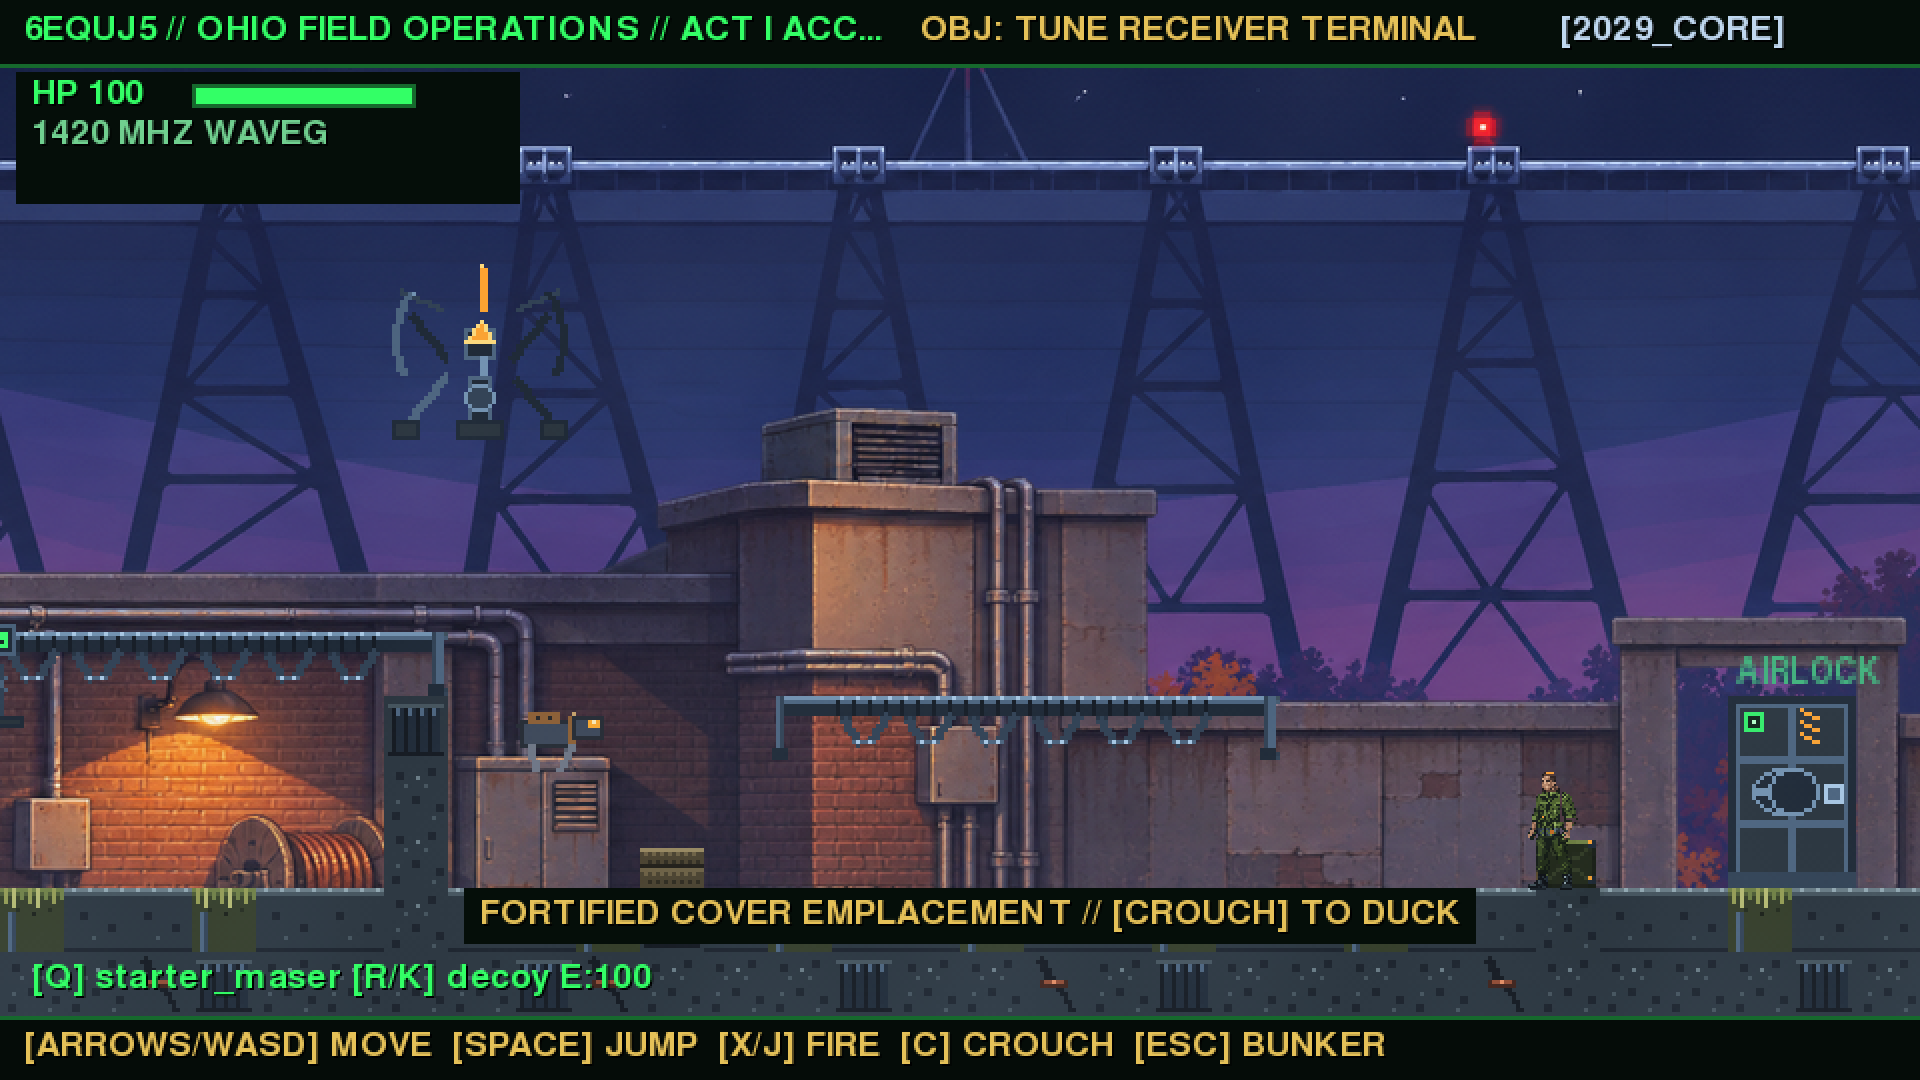 6EQUJ5 // OHIO FIELD OPERATIONS // ACT I ACC... OBJ: TUNE RECEIVER TERMINAL [2029_CORE]
HP 100
1420 MHZ WAVEG
AIRLOCK
FORTIFIED COVER EMPLACEMENT // [CROUCH] TO DUCK
[Q] starter_maser [R/K] decoy E:100
[ARROWS/WASD] MOVE [SPACE] JUMP [X/J] FIRE [C] CROUCH [ESC] BUNKER